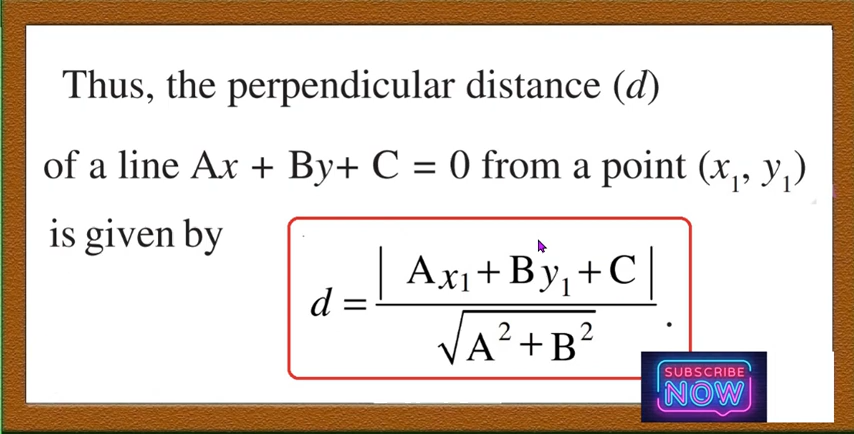 Thus, the perpendicular distance (d)
of a line Ax + By+ C = 0 from a point (x₁, y₁)
is given by
d = | Ax₁ + By₁ + C | / √A² + B² .
SUBSCRIBE
NOW